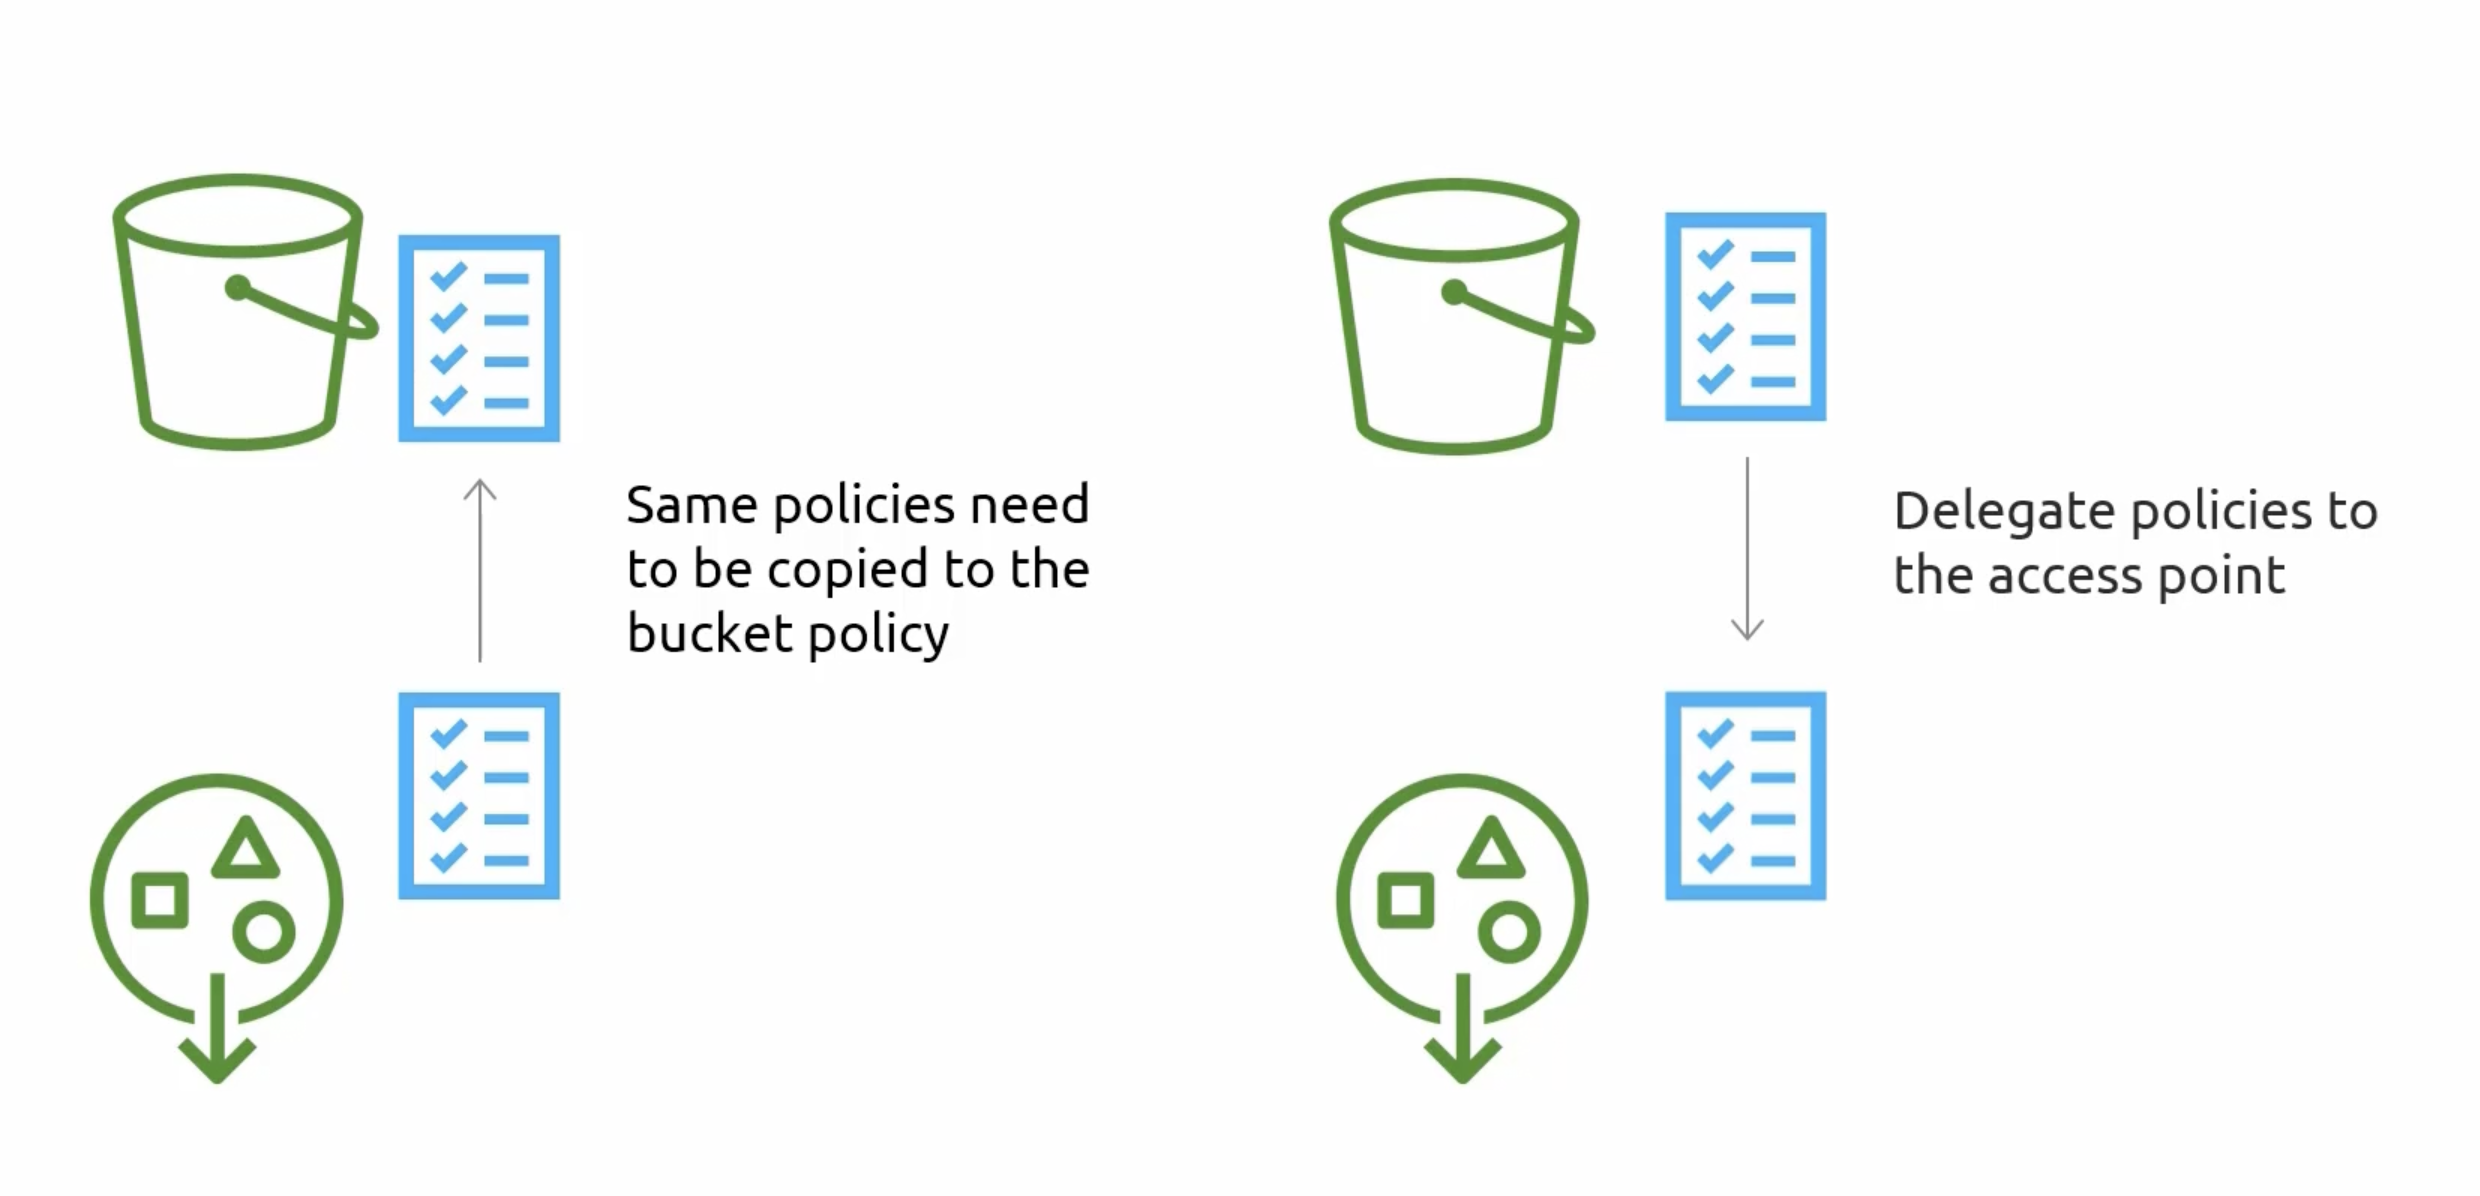 Same policies need
to be copied to the
bucket policy
Delegate policies to
the access point